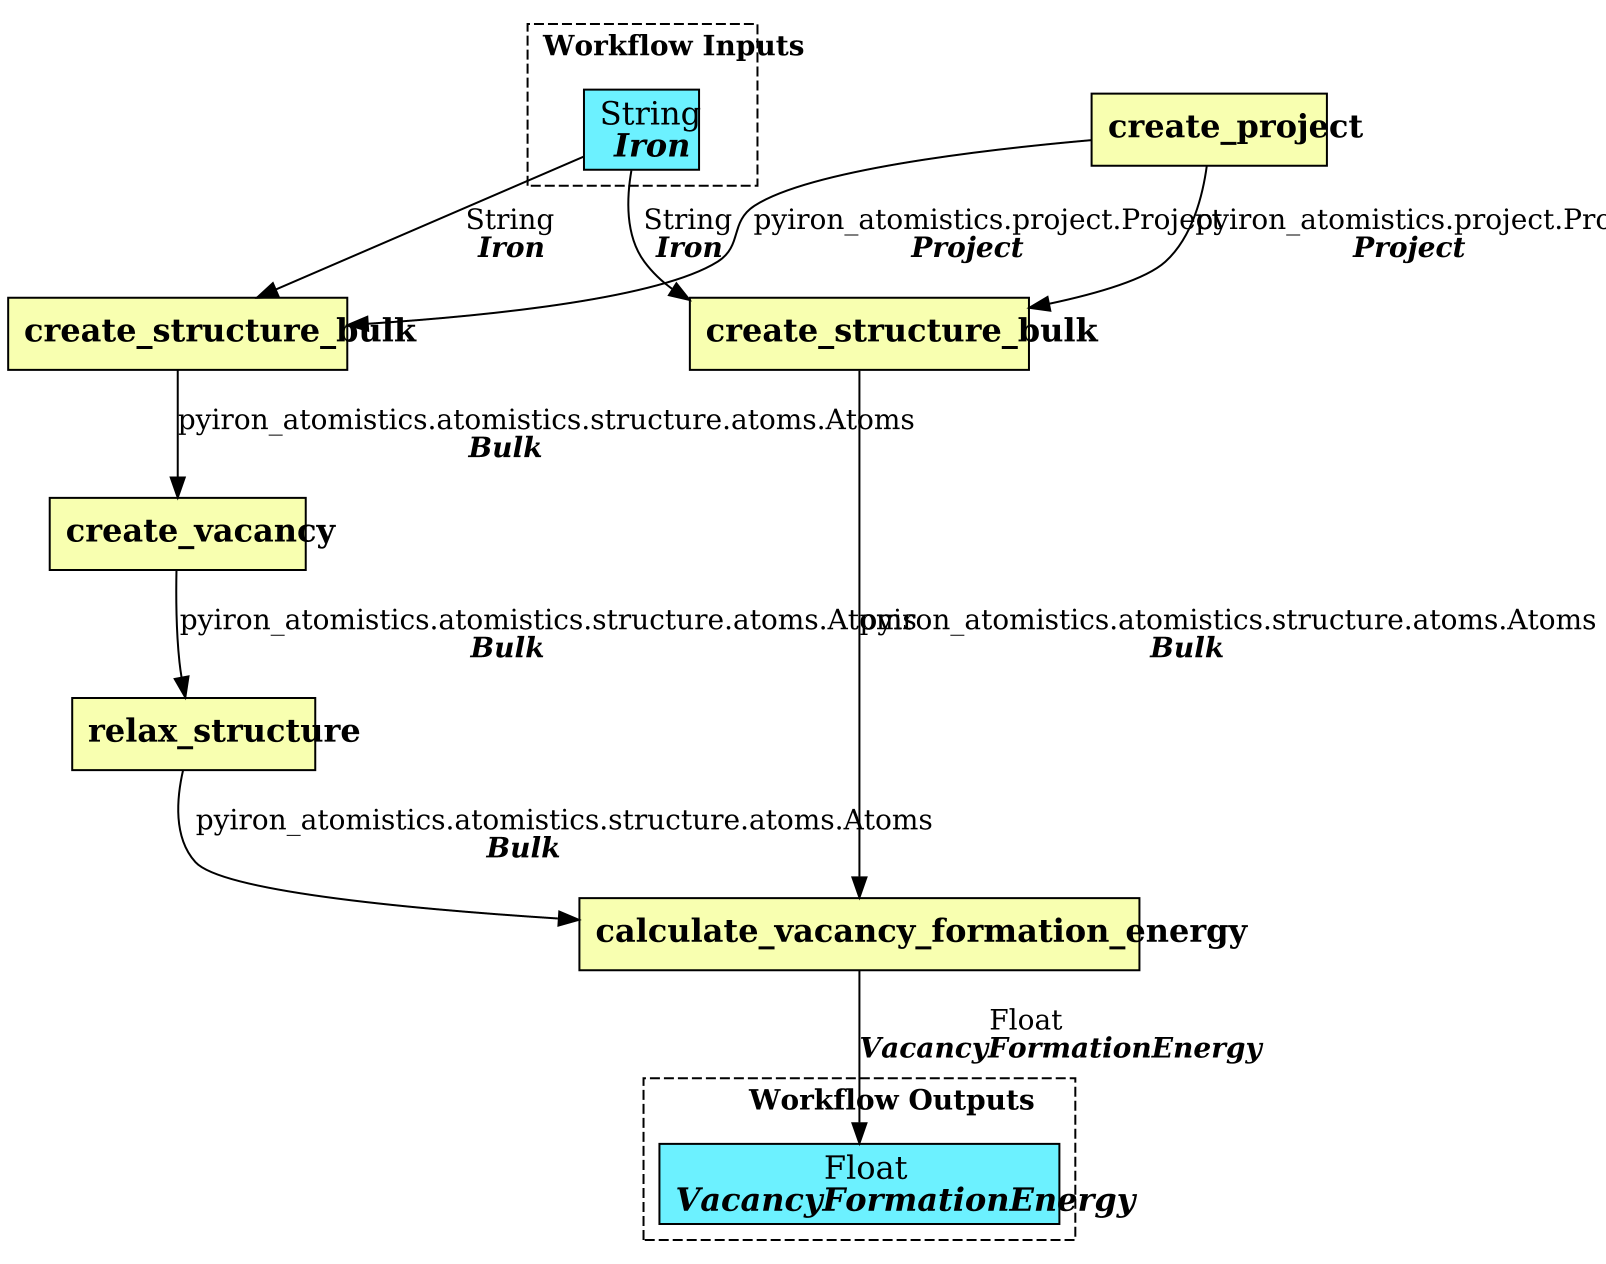 Workflow Inputs
String
Iron
create_project
String
Iron
String
Iron
pyiron_atomistics.project.Project
Project
pyiron_atomistics.project.Pro
Project
create_structure_bulk
create_structure_bulk
pyiron_atomistics.atomistics.structure.atoms.Atoms
Bulk
create_vacancy
pyiron_atomistics.atomistics.structure.atoms.Atoms
Bulk
pyiron_atomistics.atomistics.structure.atoms.Atoms
Bulk
relax_structure
pyiron_atomistics.atomistics.structure.atoms.Atoms
Bulk
calculate_vacancy_formation_energy
Float
VacancyFormationEnergy
Workflow Outputs
Float
VacancyFormationEnergy